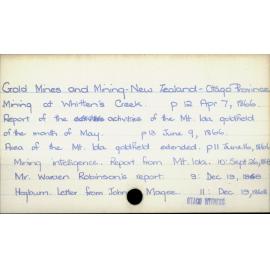 Gold Mines and Mining - New Zealand - Otago Province
Mining at Whitten's Creek. p 12 Apr 7, 1866.
Report of the activities of the Mt. Ida goldfield
of the month of May. p 13 June 9, 1866.
Area of the Mt. Ida goldfield extended. p 11 June 16, 1866
Mining intelligence. Report from Mt. Ida. 10: Sept 26, 18
Mr. Warden Robinson's report. 9: Dec 19, 1868
Hogburn. Letter from John Magee. 11: Dec 19, 1868
OTAGO WITNESS